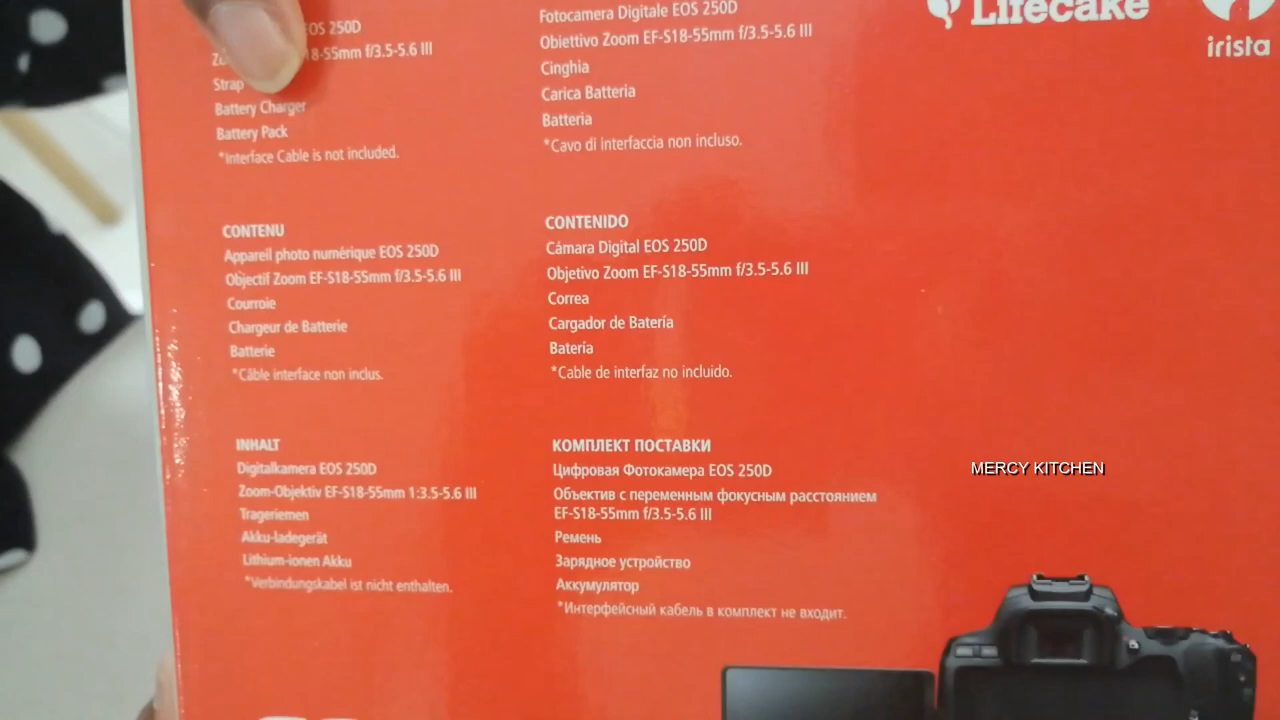 EOS 250D
18-55mm f/3.5-5.6 III
Strap
Battery Charger
Battery Pack
*Interface Cable is not included.
Fotocamera Digitale EOS 250D
Obiettivo Zoom EF-S18-55mm f/3.5-5.6 III
Cinghia
Carica Batteria
Batteria
*Cavo di interfaccia non incluso.
Lifecake
irista
CONTENU
Appareil photo numérique EOS 250D
Objectif Zoom EF-S18-55mm f/3.5-5.6 III
Courroie
Chargeur de Batterie
Batterie
*Câble interface non inclus.
CONTENIDO
Cámara Digital EOS 250D
Objetivo Zoom EF-S18-55mm f/3.5-5.6 III
Correa
Cargador de Batería
Batería
*Cable de interfaz no incluido.
INHALT
Digitalkamera EOS 250D
Zoom-Objektiv EF-S18-55mm 1:3.5-5.6 III
Trageriemen
Akku-ladegerät
Lithium-ionen Akku
*Verbindungskabel ist nicht enthalten.
КОМПЛЕКТ ПОСТАВКИ
Цифровая Фотокамера EOS 250D
Объектив с переменным фокусным расстоянием
EF-S18-55mm f/3.5-5.6 III
Ремень
Зарядное устройство
Аккумулятор
*Интерфейсный кабель в комплект не входит.
MERCY KITCHEN